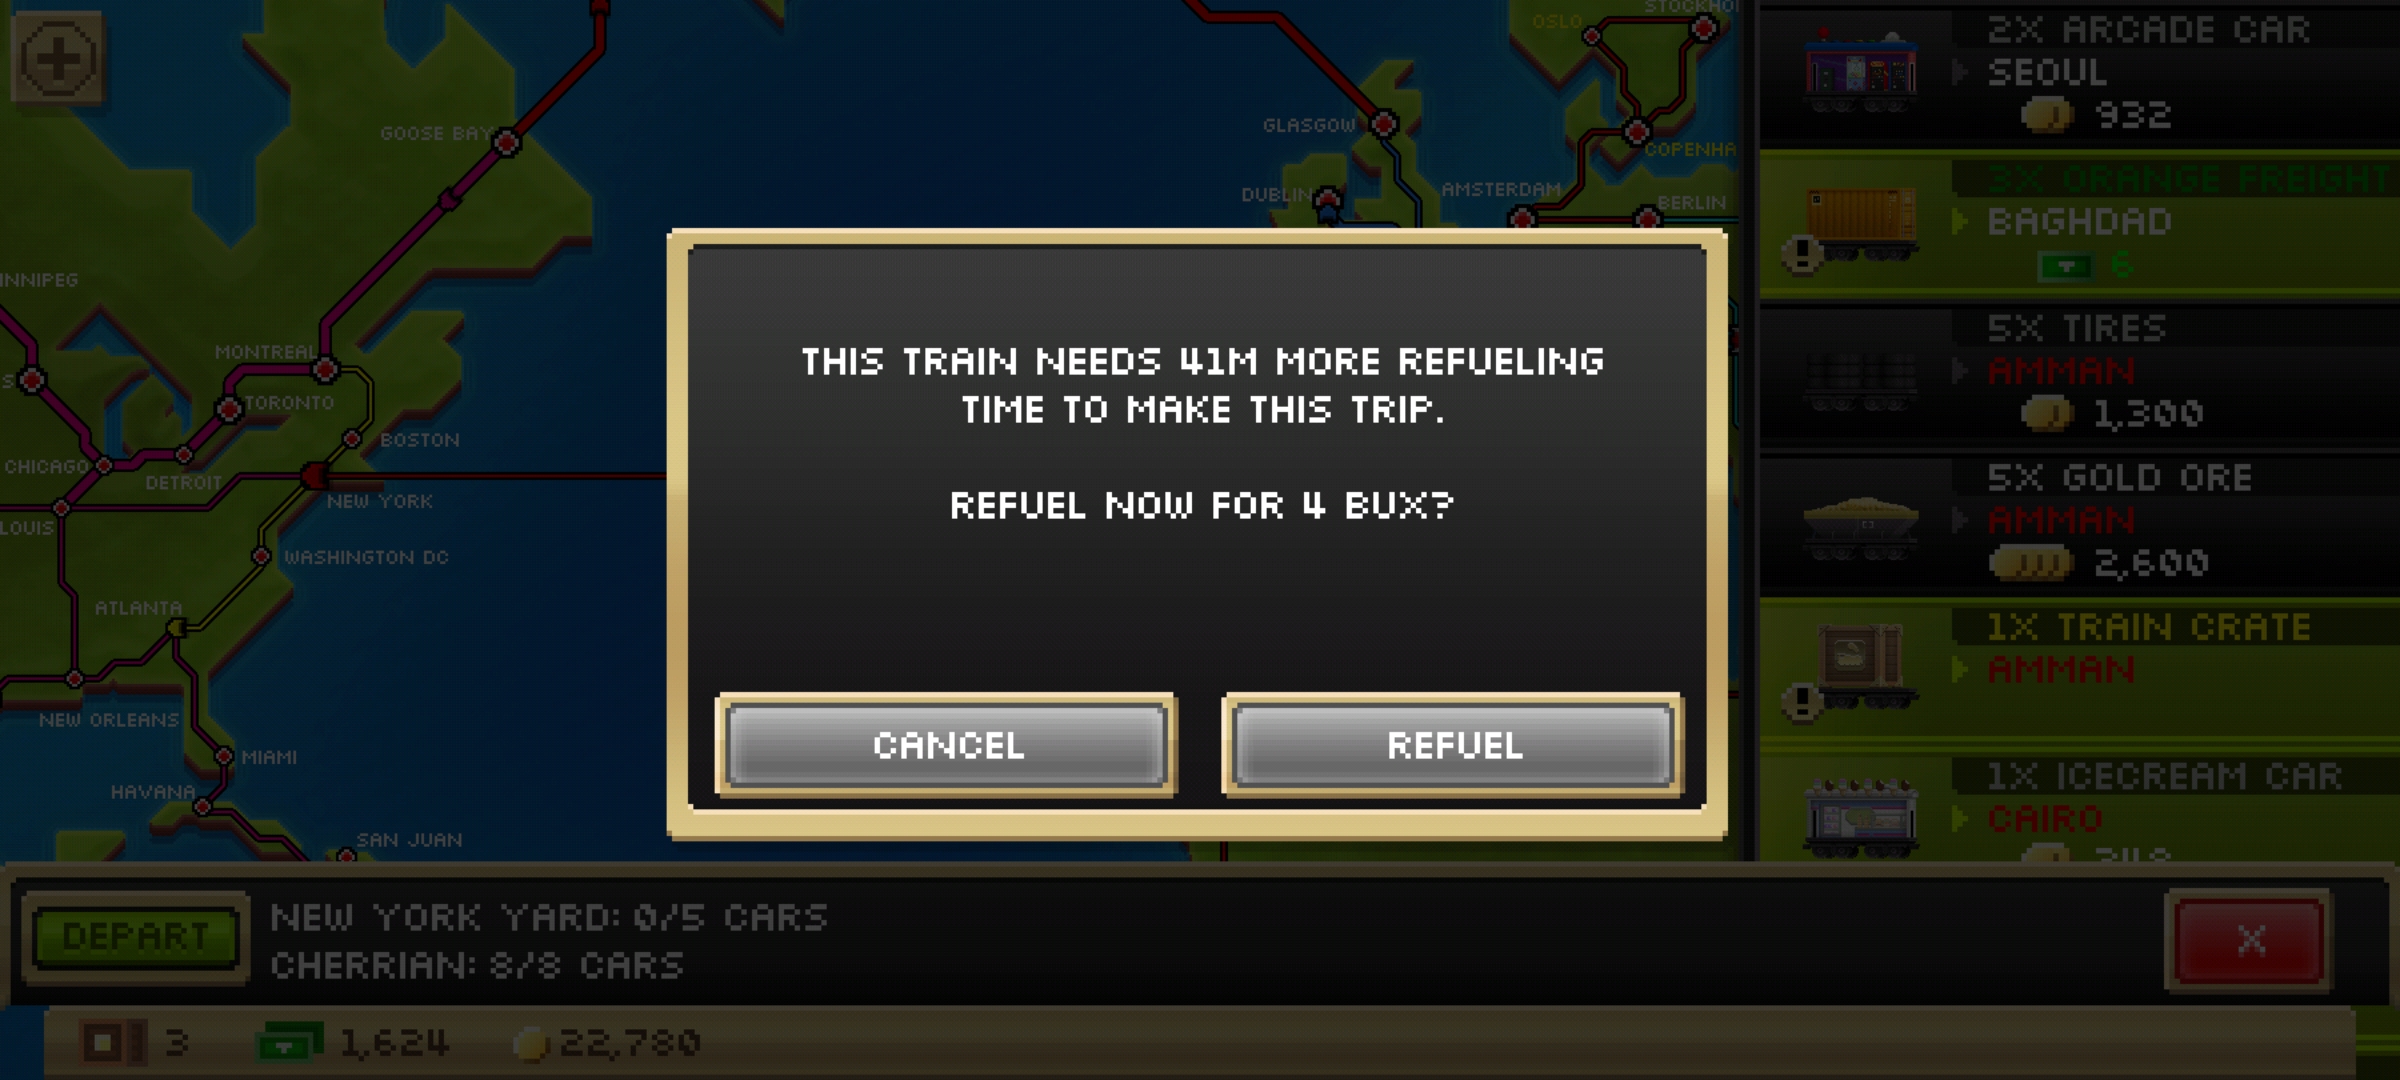 OSLO
STOCKHO
GOOSE BAY
GLASGOW
COPENHA
DUBLIN
AMSTERDAM
BERLIN
INNIPEG
MONTREAL
TORONTO
BOSTON
CHICAGO
DETROIT
NEW YORK
LOUIS
WASHINGTON DC
ATLANTA
NEW ORLEANS
MIAMI
HAVANA
SAN JUAN
THIS TRAIN NEEDS 41M MORE REFUELING
TIME TO MAKE THIS TRIP.
REFUEL NOW FOR 4 BUX?
CANCEL
REFUEL
2X ARCADE CAR
SEOUL
932
3X ORANGE FREIGHT
BAGHDAD
6
5X TIRES
AMMAN
1,300
5X GOLD ORE
AMMAN
2,600
1X TRAIN CRATE
AMMAN
1X ICECREAM CAR
CAIRO
DEPART
NEW YORK YARD: 0/5 CARS
CHERRIAN: 8/8 CARS
X
3
1,624
22,780